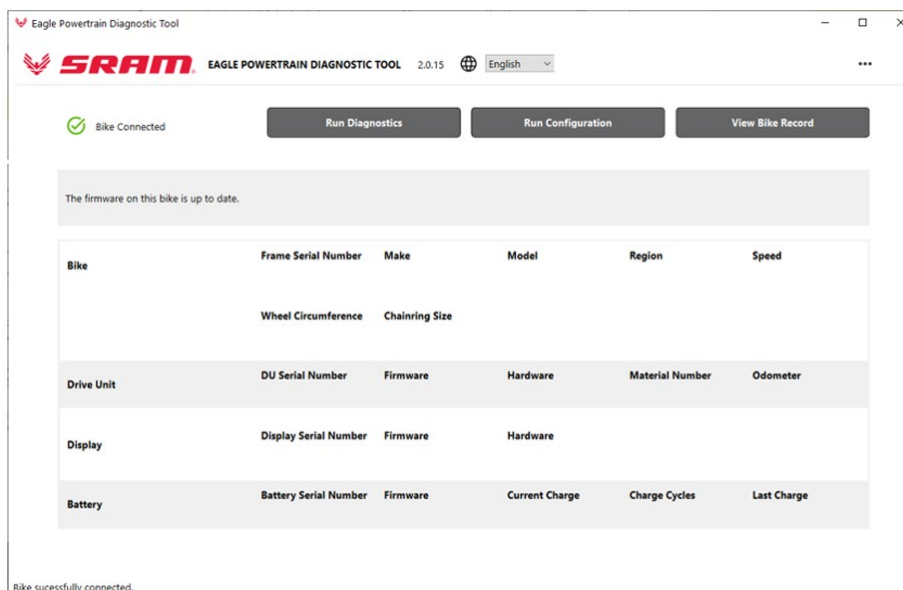 Eagle Powertrain Diagnostic Tool
SRAM. EAGLE POWERTRAIN DIAGNOSTIC TOOL 2.0.15 English
Bike Connected Run Diagnostics Run Configuration View Bike Record
The firmware on this bike is up to date.
Bike Frame Serial Number Make Model Region Speed
Wheel Circumference Chainring Size
Drive Unit DU Serial Number Firmware Hardware Material Number Odometer
Display Display Serial Number Firmware Hardware
Battery Battery Serial Number Firmware Current Charge Charge Cycles Last Charge
Bike sucessfully connected.